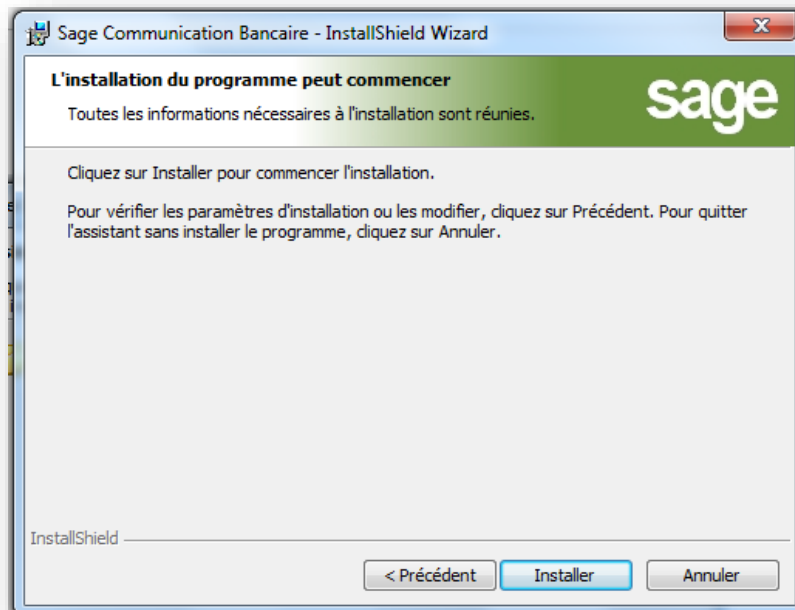 Sage Communication Bancaire - InstallShield Wizard
L'installation du programme peut commencer
Toutes les informations nécessaires à l'installation sont réunies.
sage
Cliquez sur Installer pour commencer l'installation.
Pour vérifier les paramètres d'installation ou les modifier, cliquez sur Précédent. Pour quitter
l'assistant sans installer le programme, cliquez sur Annuler.
InstallShield
< Précédent
Installer
Annuler